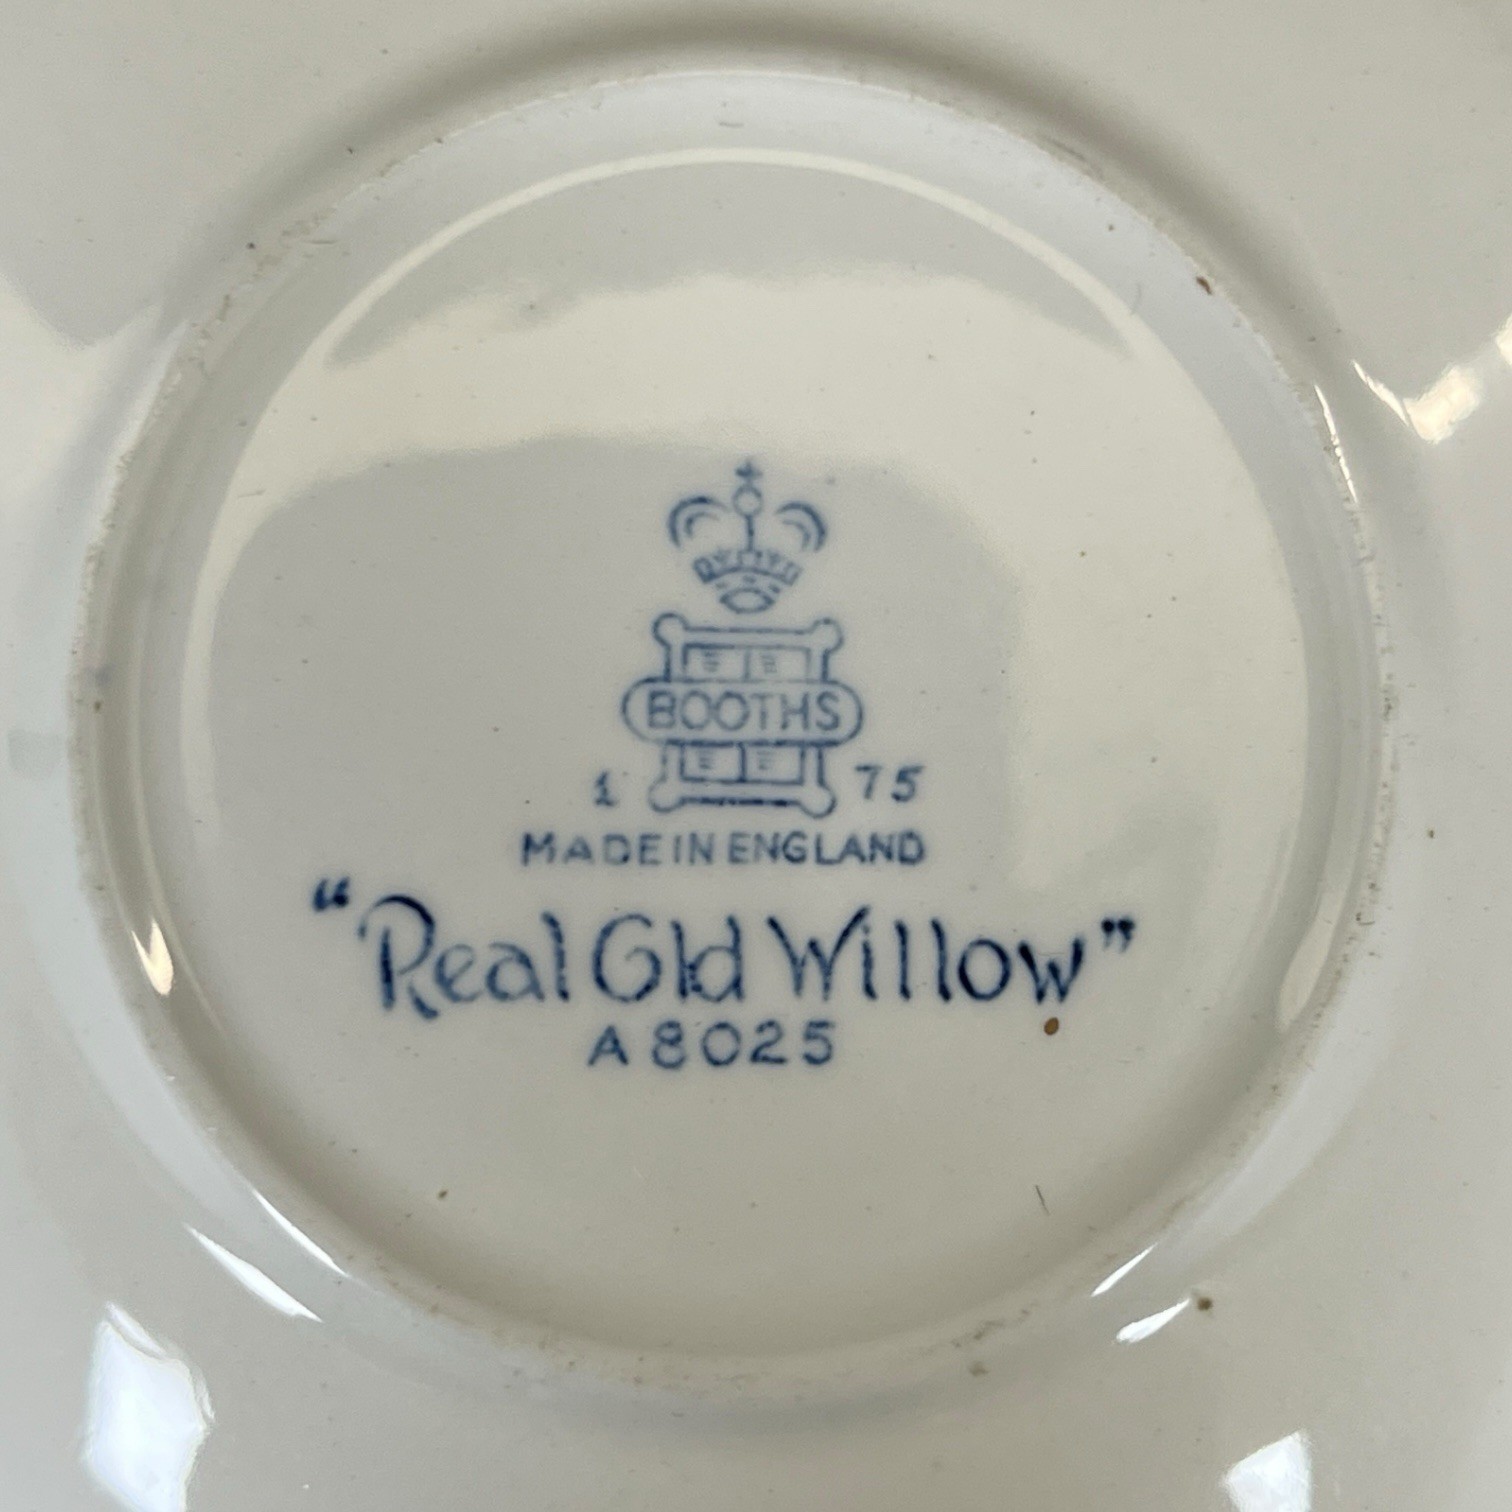 BOOTHS
1 75
MADE IN ENGLAND
“Real Old Willow”
A 8025